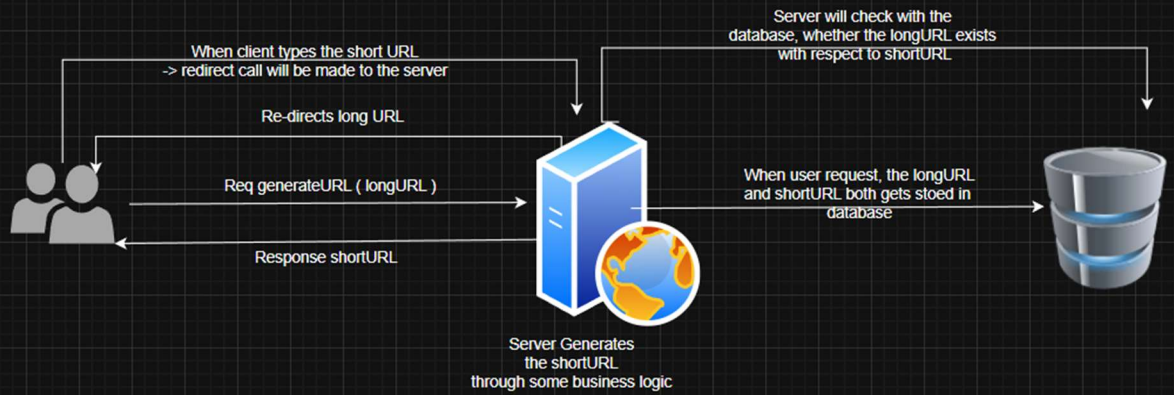 When client types the short URL
-> redirect call will be made to the server
Re-directs long URL
Req generateURL ( longURL )
Response shortURL
Server Generates
the shortURL
through some business logic
Server will check with the
database, whether the longURL exists
with respect to shortURL
When user request, the longURL
and shortURL both gets stoed in
database